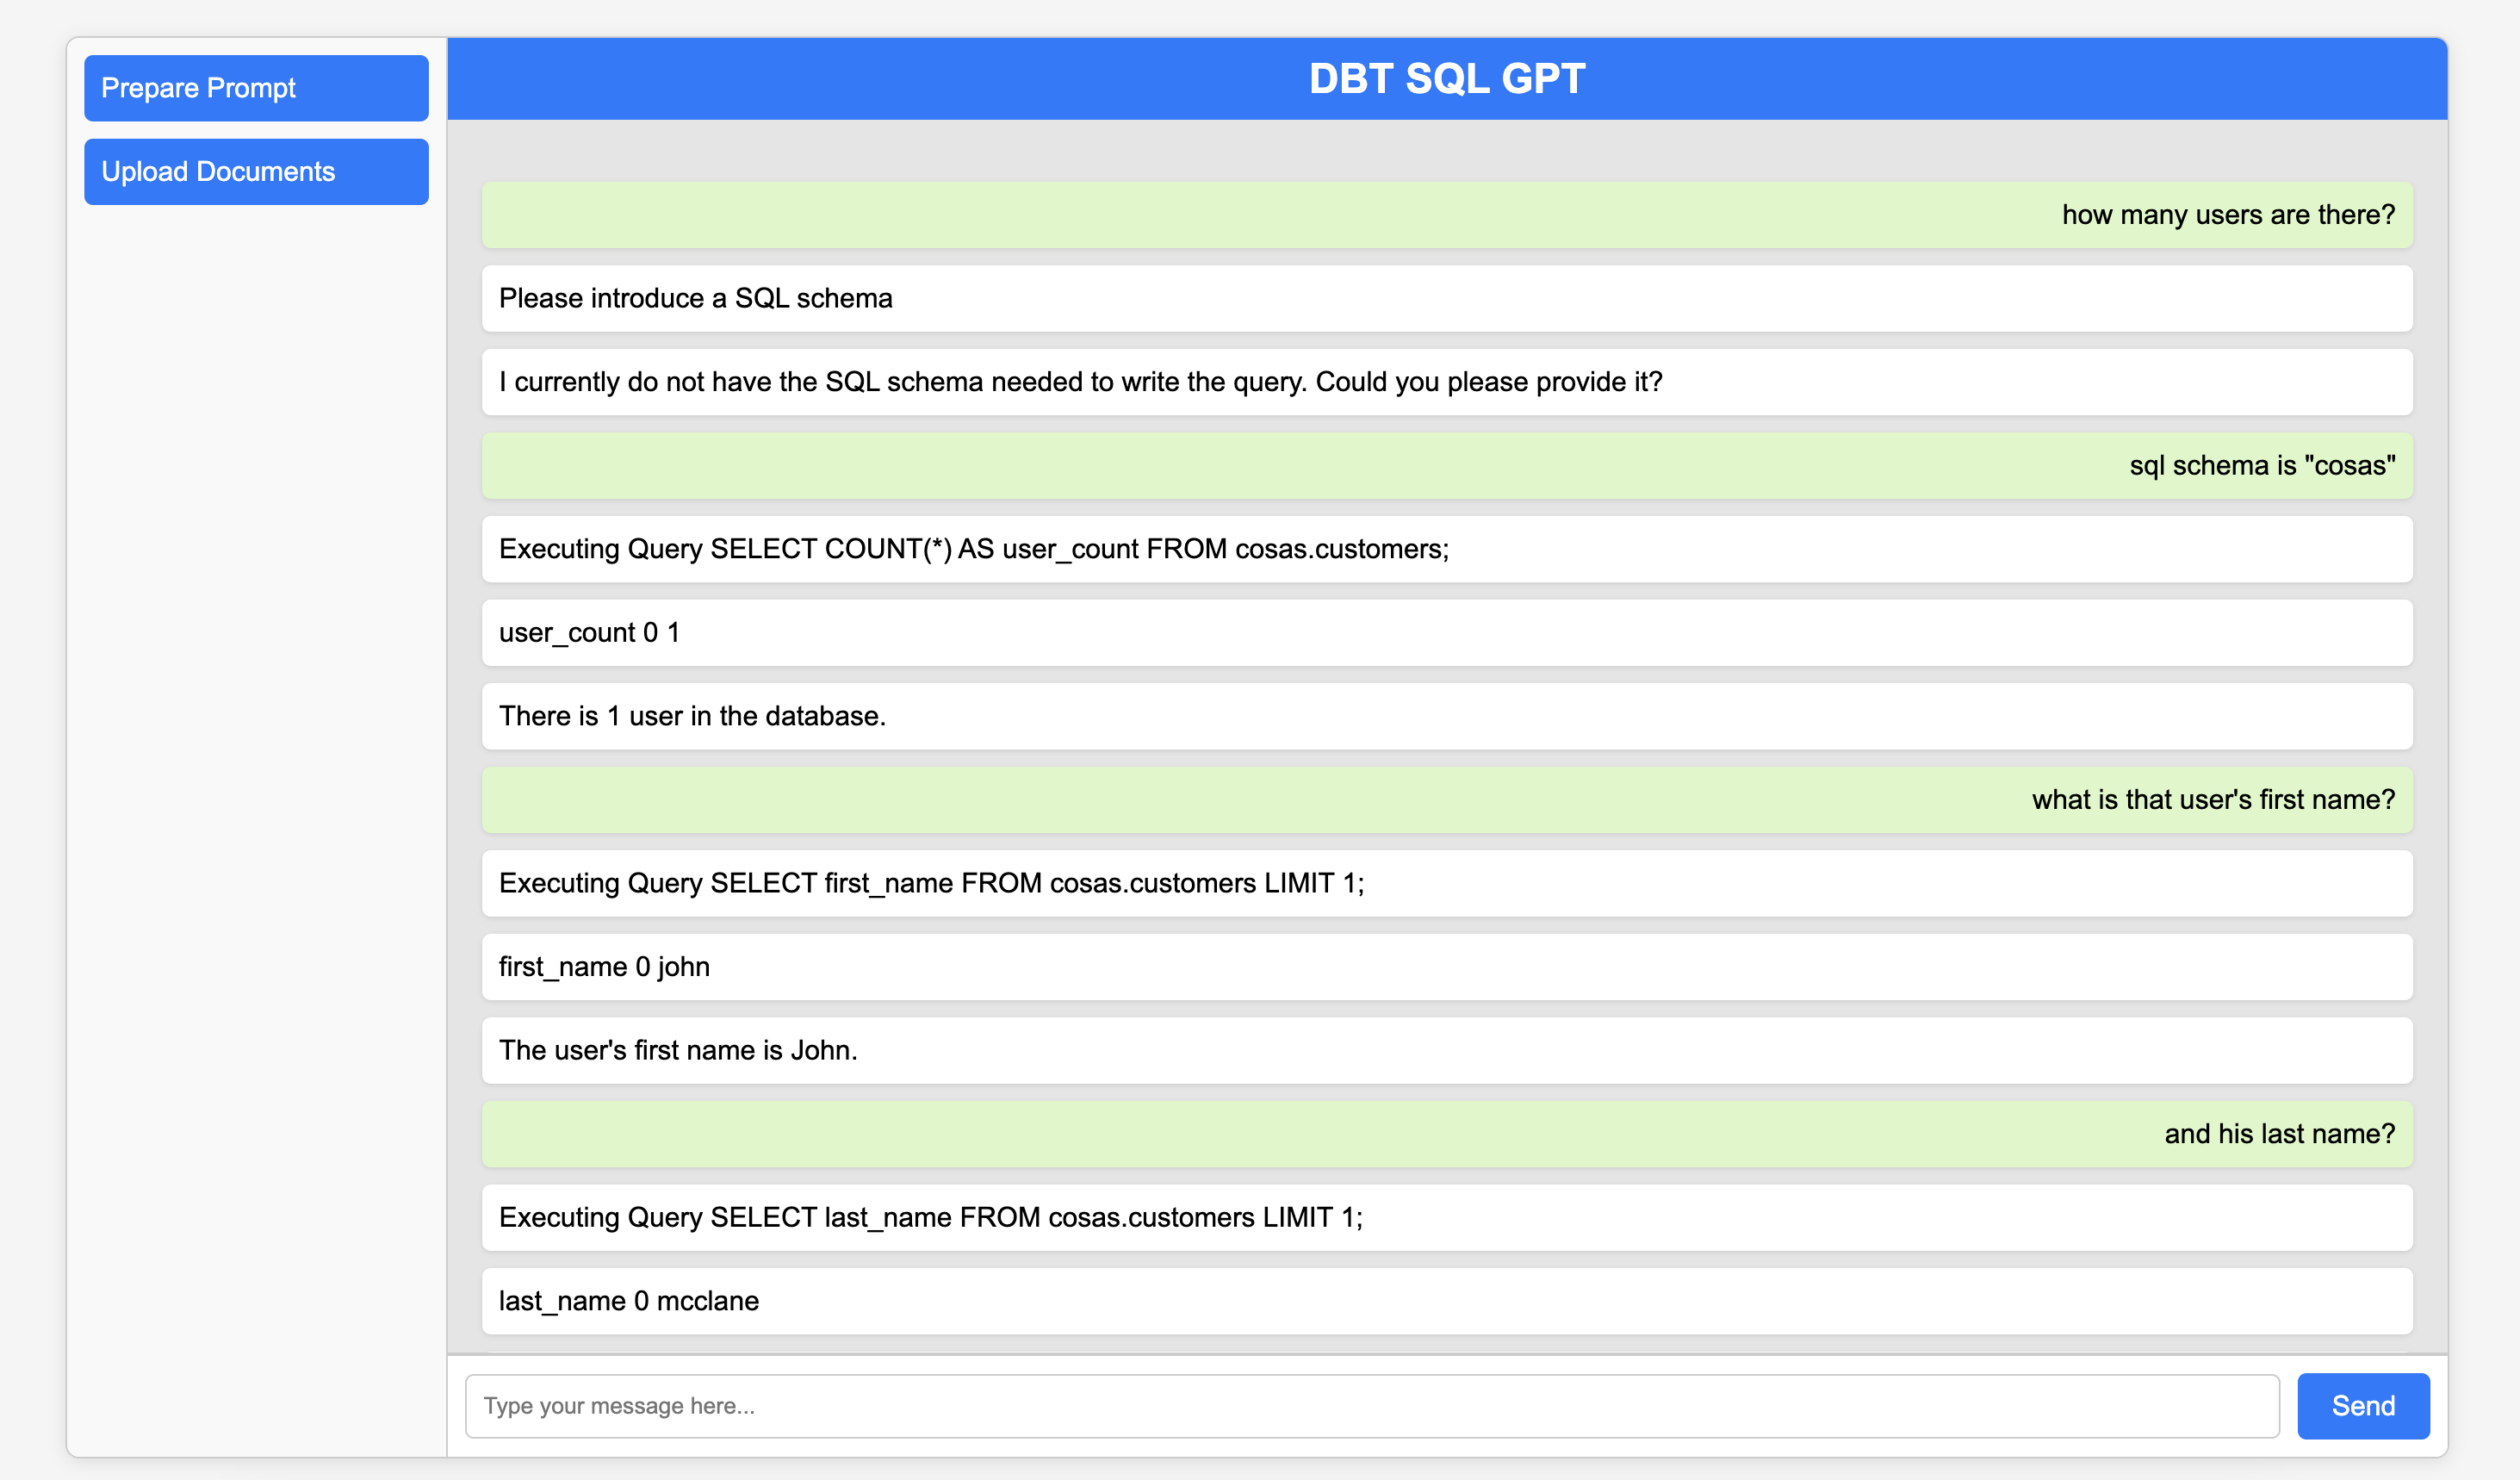 Prepare Prompt
Upload Documents
DBT SQL GPT
how many users are there?
Please introduce a SQL schema
I currently do not have the SQL schema needed to write the query. Could you please provide it?
sql schema is "cosas"
Executing Query SELECT COUNT(*) AS user_count FROM cosas.customers;
user_count 0 1
There is 1 user in the database.
what is that user's first name?
Executing Query SELECT first_name FROM cosas.customers LIMIT 1;
first_name 0 john
The user's first name is John.
and his last name?
Executing Query SELECT last_name FROM cosas.customers LIMIT 1;
last_name 0 mcclane
Type your message here...
Send